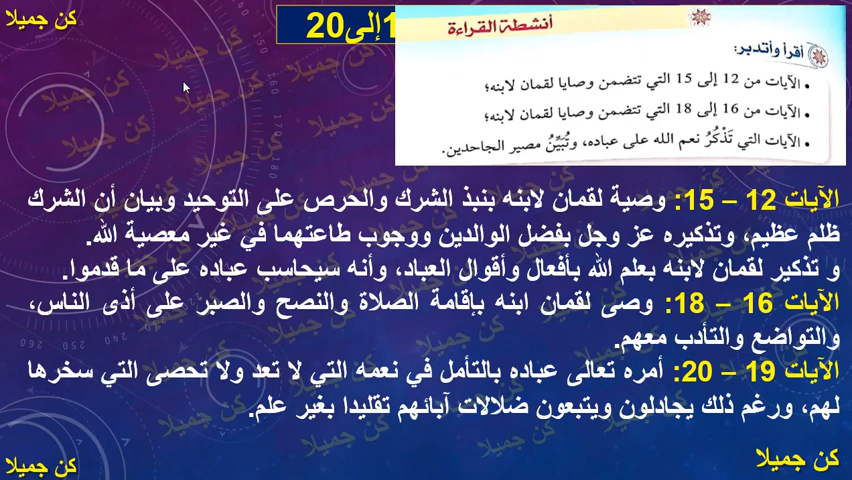 كن جميلا
1إلى20
أنشطة القراءة
أقرأ وأتدبر:
• الآيات من 12 إلى 15 التي تتضمن وصايا لقمان لابنه؛
• الآيات من 16 إلى 18 التي تتضمن وصايا لقمان لابنه؛
• الآيات التي تَذْكُرُ نعم الله على عباده، وتُبَيِّنُ مصير الجاحدين.
الآيات 12 – 15: وصية لقمان لابنه بنبذ الشرك والحرص على التوحيد وبيان أن الشرك
ظلم عظيم، وتذكيره عز وجل بفضل الوالدين ووجوب طاعتهما في غير معصية الله.
و تذكير لقمان لابنه بعلم الله بأفعال وأقوال العباد، وأنه سيحاسب عباده على ما قدموا.
الآيات 16 – 18: وصى لقمان ابنه بإقامة الصلاة والنصح والصبر على أذى الناس،
والتواضع والتأدب معهم.
الآيات 19 – 20: أمره تعالى عباده بالتأمل في نعمه التي لا تعد ولا تحصى التي سخرها
لهم، ورغم ذلك يجادلون ويتبعون ضلالات آبائهم تقليدا بغير علم.
كن جميلا
كن جميلا